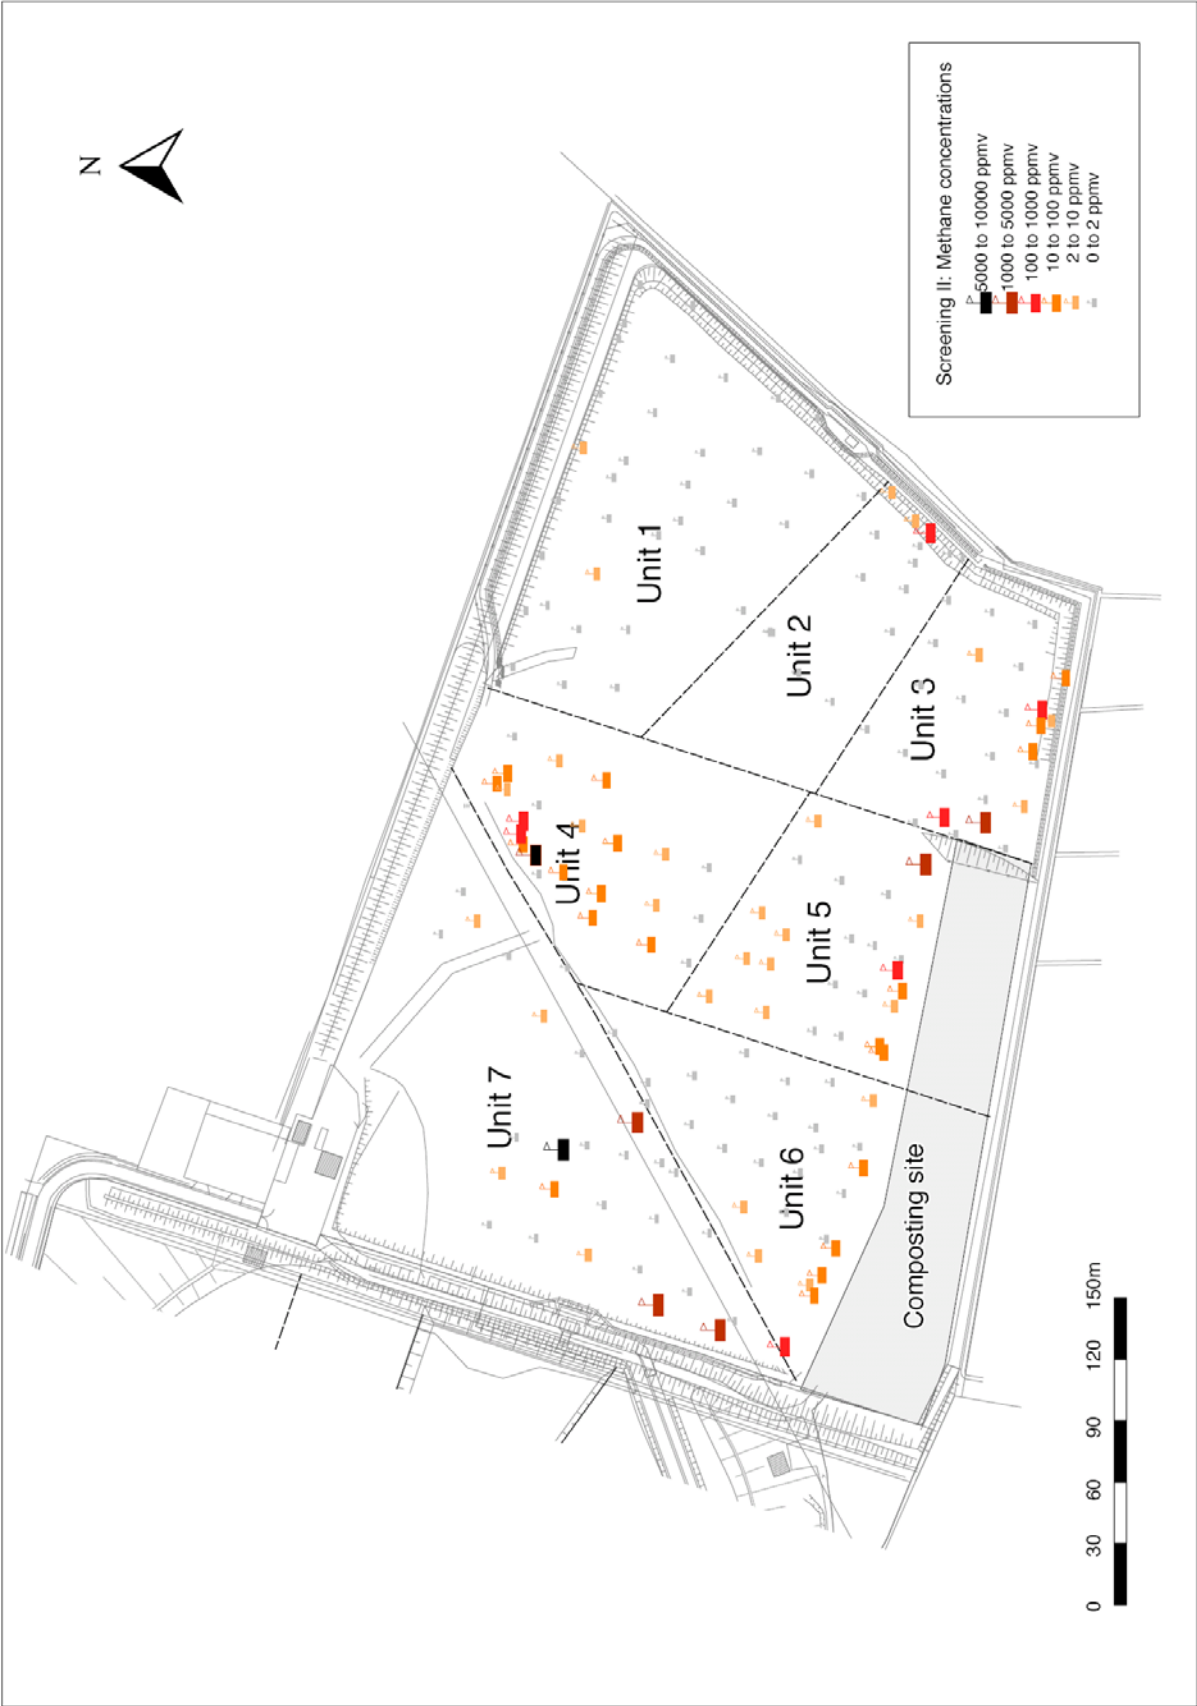 N
Screening II: Methane concentrations
5000 to 10000 ppmv
1000 to 5000 ppmv
100 to 1000 ppmv
10 to 100 ppmv
2 to 10 ppmv
0 to 2 ppmv
Unit 1
Unit 2
Unit 3
Unit 4
Unit 5
Unit 6
Unit 7
Composting site
0 30 60 90 120 150m